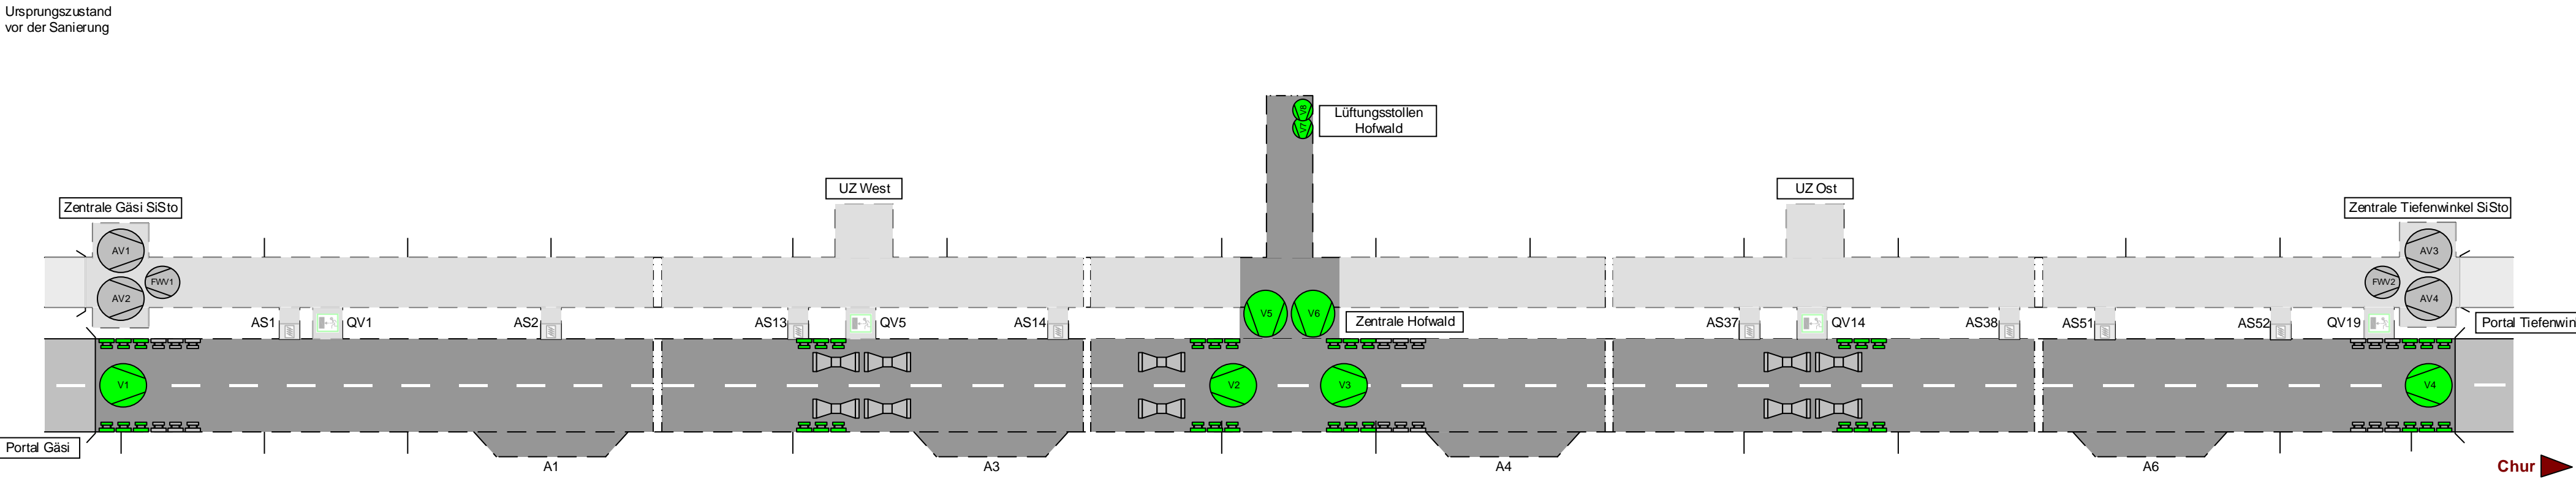 Ursprungszustand
vor der Sanierung
V8
V7
Lüftungsstollen
Hofwald
UZ West
UZ Ost
Zentrale Gäsi SiSto
Zentrale Tiefenwinkel SiSto
AV1
AV3
FWV1
FWV2
AV2
AV4
V5
V6
AS1
QV1
AS2
AS13
QV5
AS14
Zentrale Hofwald
AS37
QV14
AS38
AS51
AS52
QV19
Portal Tiefenwin
V1
V2
V3
V4
Portal Gäsi
A1
A3
A4
A6
Chur